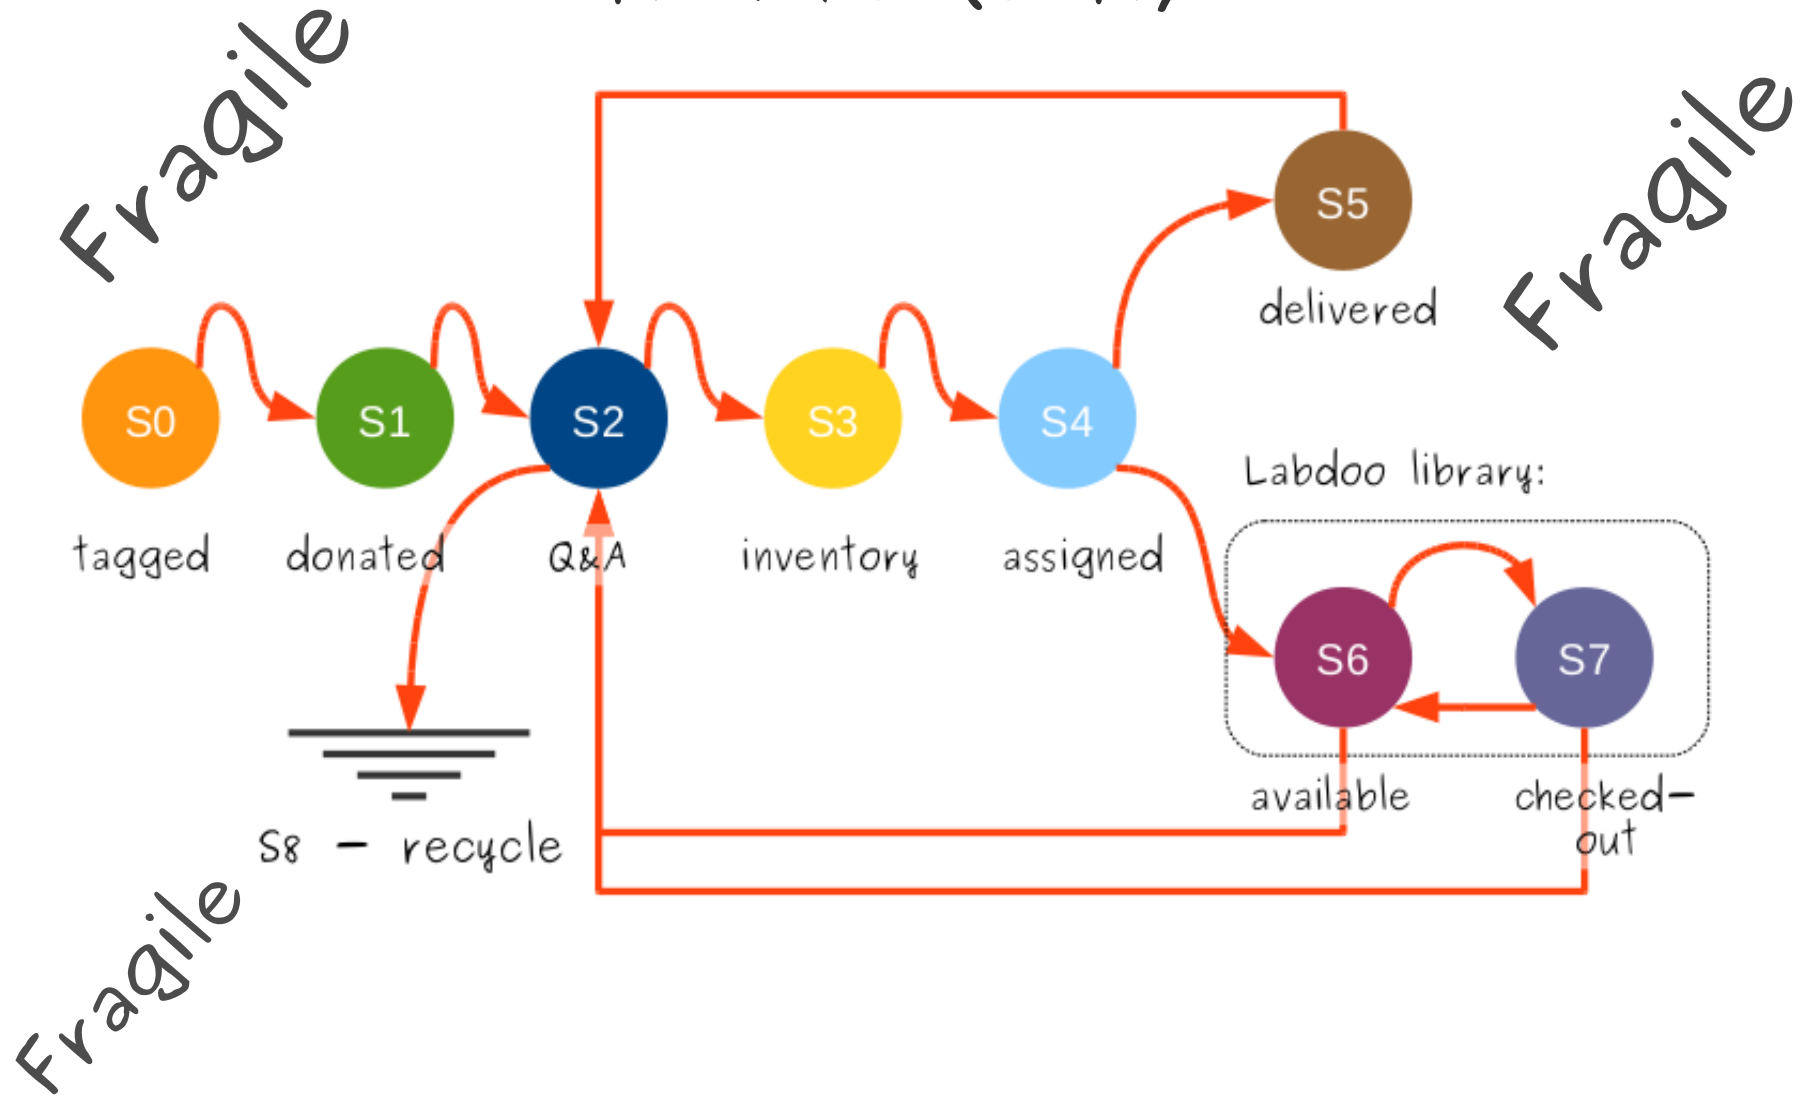 Fragile
Fragile
S5
delivered
S0
S1
S2
S3
S4
Labdoo library:
tagged
donated
Q&A
inventory
assigned
S6
S7
available
checked-
out
S8 - recycle
Fragile